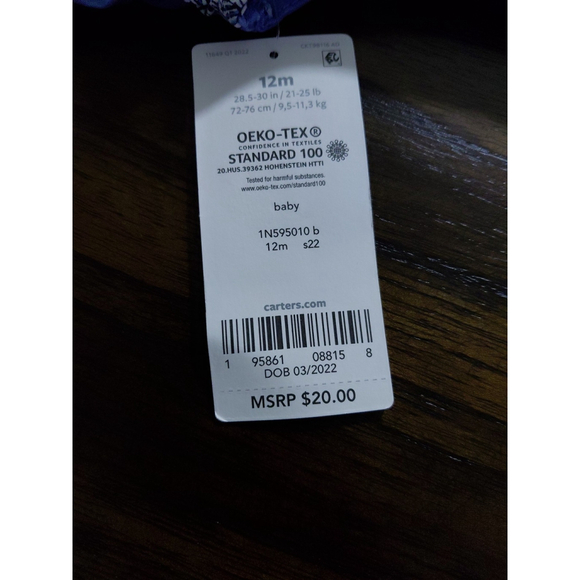 12m
28.5-30 in / 21-25 lb
72-76 cm / 9,5-11,3 kg
OEKO-TEX®
CONFIDENCE IN TEXTILES
STANDARD 100
20.HUS.39362 HOHENSTEIN HTTI
Tested for harmful substances.
www.oeko-tex.com/standard100
baby
1N595010 b
12m s22
carters.com
1 95861 08815 8
DOB 03/2022
MSRP $20.00